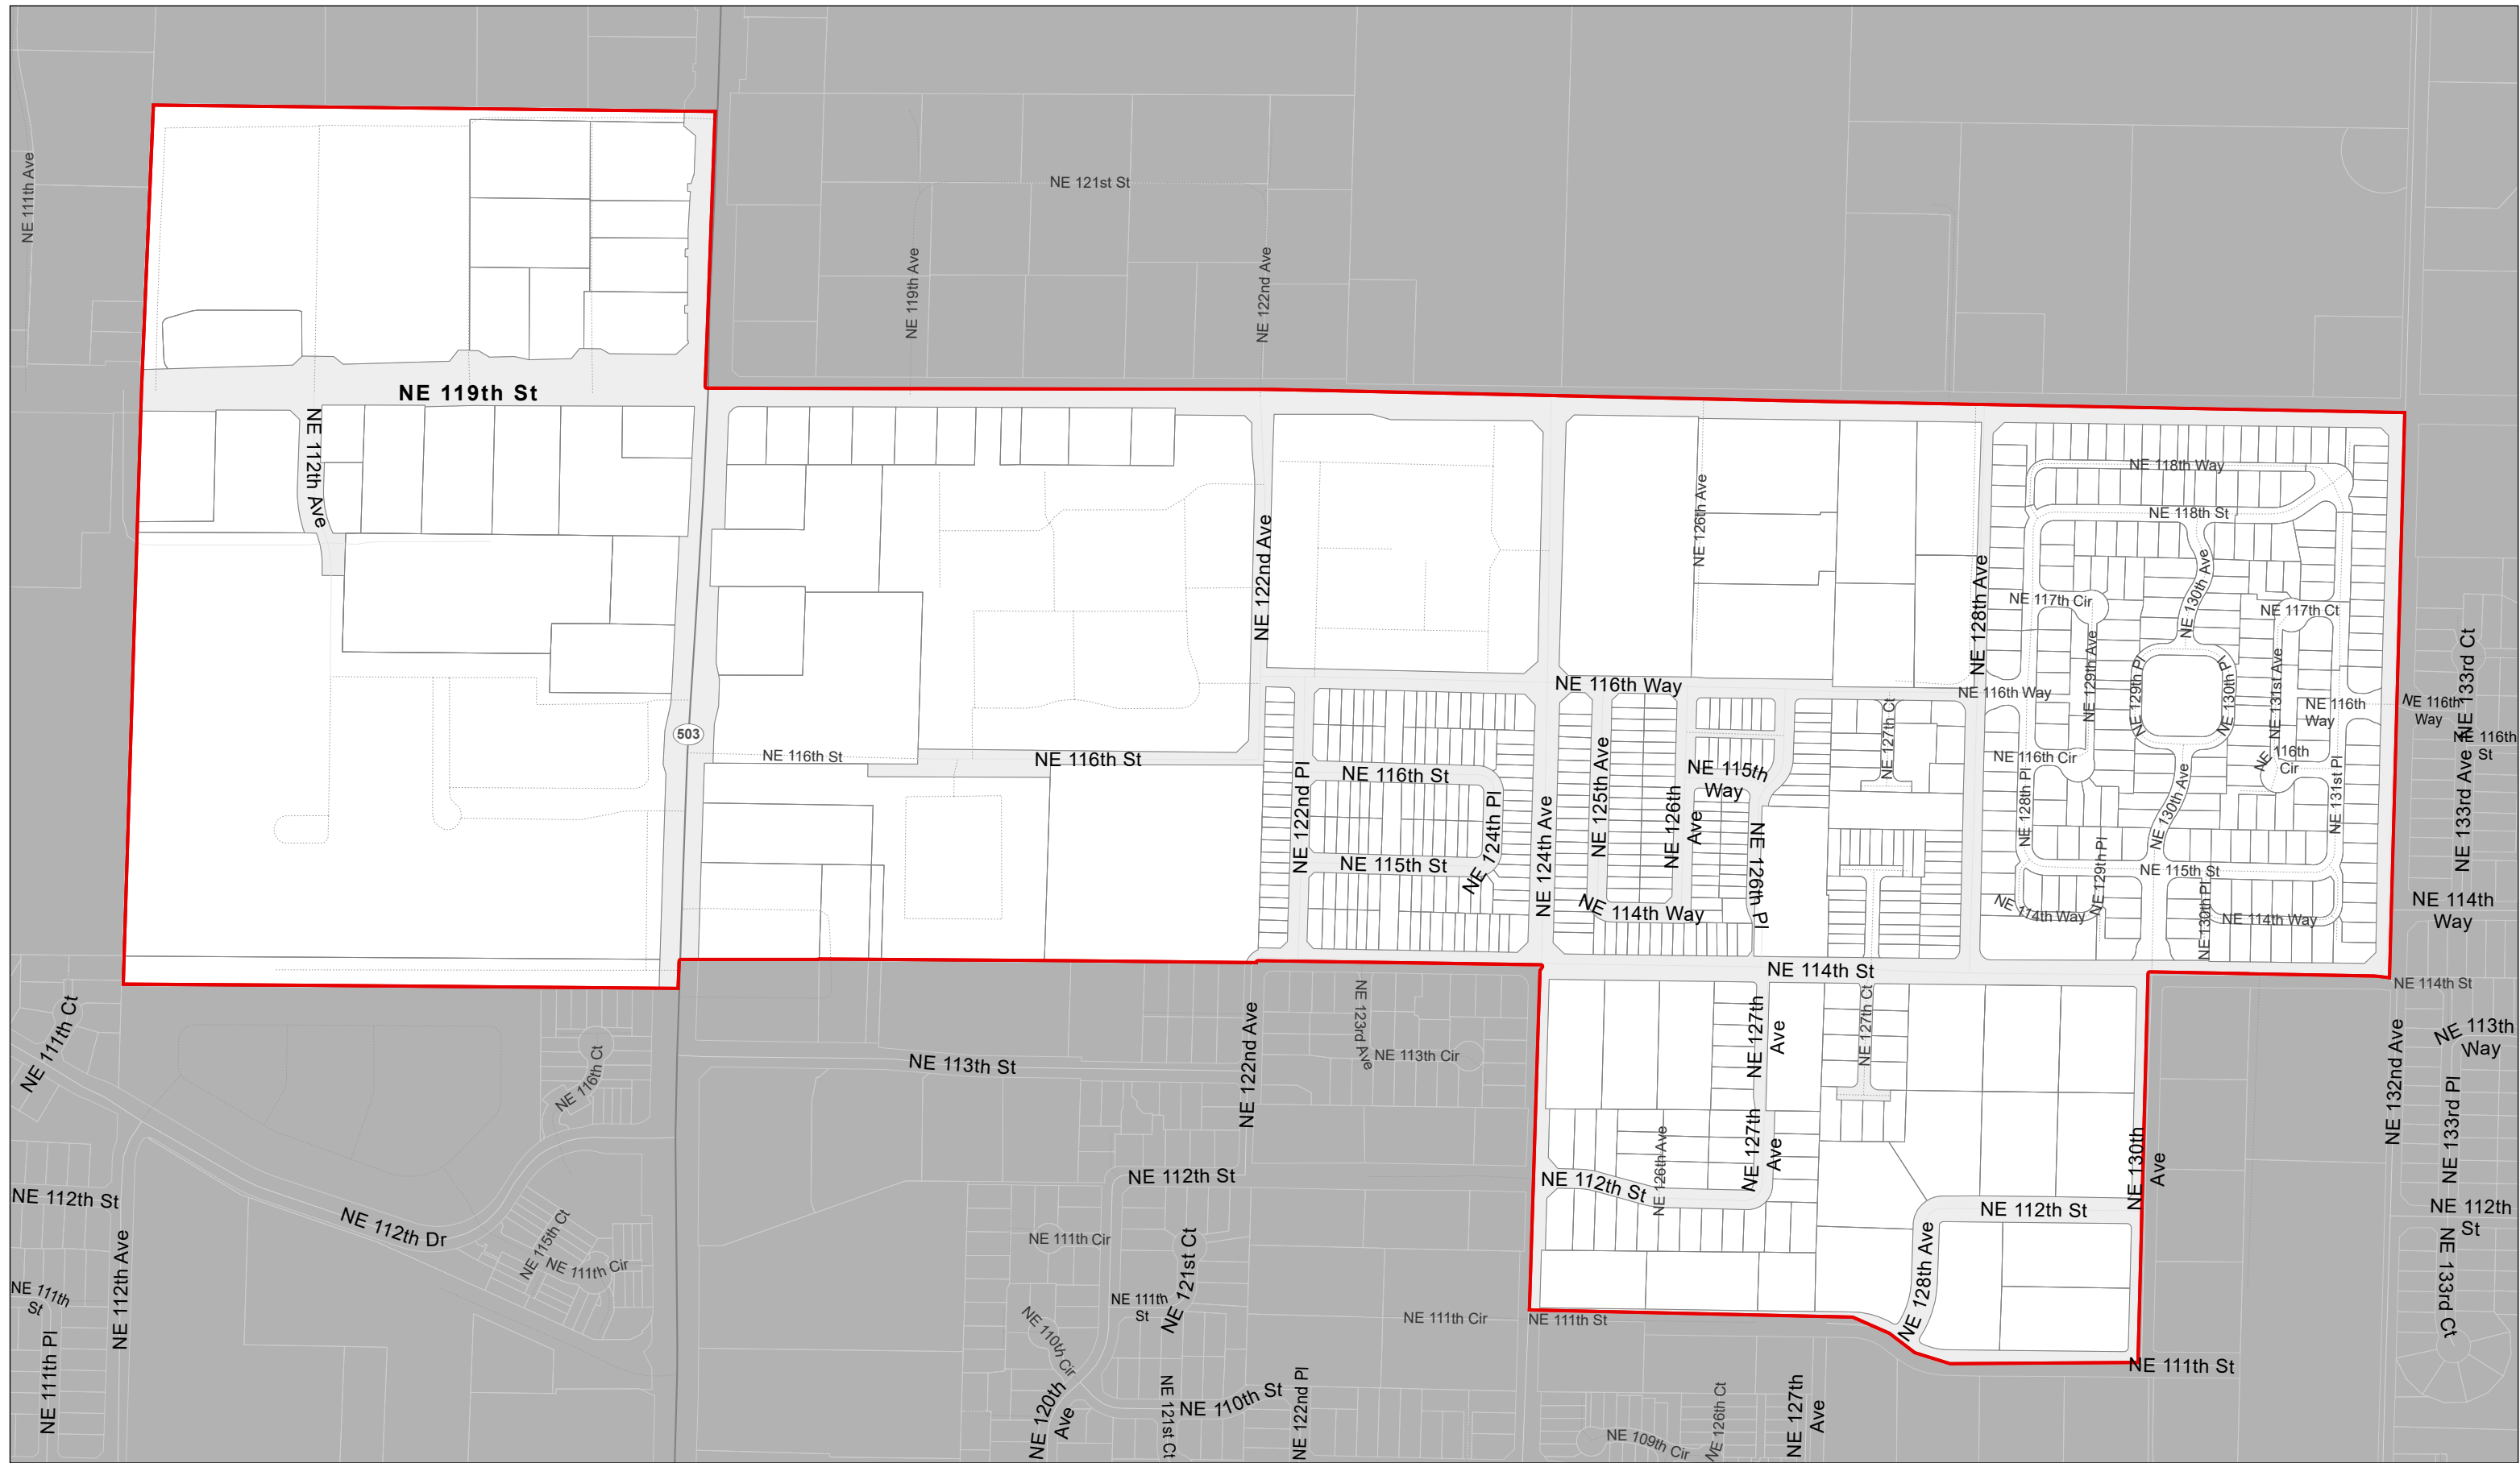 NE 111th Ave
NE 121st St
NE 119th Ave
NE 122nd Ave
NE 119th St
NE 112th Ave
NE 122nd Ave
NE 126th Ave
NE 128th Ave
NE 118th Way
NE 118th St
NE 130th Ave
NE 117th Cir
NE 117th Ct
NE 129th Ave
NE 129th Pl
NE 130th Pl
NE 131st Ave
NE 116th Way
NE 116th Way
NE 116th
Way
NE 116th
Way
NE 133rd Ct
503
NE 116th St
NE 116th St
NE 116th St
NE 122nd Pl
NE 124th Pl
NE 115th St
NE 124th Ave
NE 125th Ave
NE 126th
Ave
NE 115th
Way
NE 126th Pl
NE 127th Ct
NE 114th Way
NE 116th Cir
NE 128th Pl
NE 130th Ave
NE 116th
Cir
NE 131st Pl
NE 133rd Ave
NE 116th
St
NE 115th St
NE 129th Pl
NE 130th Pl
NE 114th Way
NE 114th Way
NE 114th
Way
NE 114th St
NE 114th St
NE 111th Ct
NE 116th Ct
NE 113th St
NE 122nd Ave
NE 123rd Ave
NE 113th Cir
NE 127th
Ave
NE 127th Ct
NE 132nd Ave
NE 113th
Way
NE 133rd Pl
NE 127th
Ave
NE 126th Ave
NE 130th
Ave
NE 112th St
NE 112th Ave
NE 112th Dr
NE 115th Ct
NE 111th Cir
NE 112th St
NE 112th St
NE 112th St
NE 112th
St
NE 111th Cir
NE 121st Ct
NE 128th Ave
NE 133rd Ct
NE 111th
St
NE 111th
St
NE 111th Cir
NE 111th St
NE 110th Cir
NE 111th Pl
NE 111th St
NE 120th
Ave
NE 121st Ct
NE 110th St
NE 122nd Pl
NE 109th Cir
NE 126th Ct
NE 127th
Ave